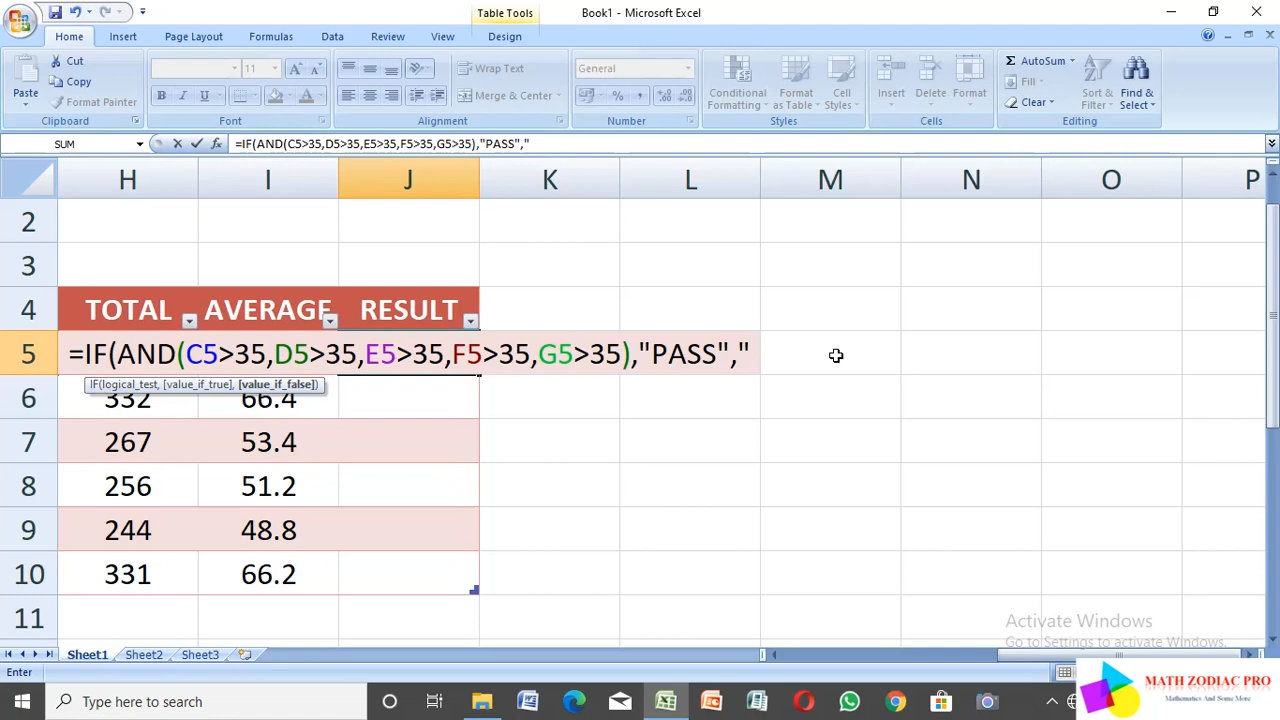 Table Tools
Book1 - Microsoft Excel
Home
Insert
Page Layout
Formulas
Data
Review
View
Design
Paste
Cut
Copy
Format Painter
Clipboard
11
Font
Wrap Text
Merge & Center
Alignment
General
Number
Conditional Formatting
Format as Table
Cell Styles
Styles
Insert
Delete
Format
Cells
AutoSum
Fill
Clear
Sort & Filter
Find & Select
Editing
SUM
=IF(AND(C5>35,D5>35,E5>35,F5>35,G5>35),"PASS","
H I J K L M N O P
2
3
4 TOTAL AVERAGE RESULT
5 =IF(AND(C5>35,D5>35,E5>35,F5>35,G5>35),"PASS","
IF(logical_test, [value_if_true], [value_if_false])
6 332 66.4
7 267 53.4
8 256 51.2
9 244 48.8
10 331 66.2
11
Activate Windows
Go to Settings to activate Windows.
Sheet1 Sheet2 Sheet3
Enter
Type here to search
MATH ZODIAC PRO
Mathematics And Some More